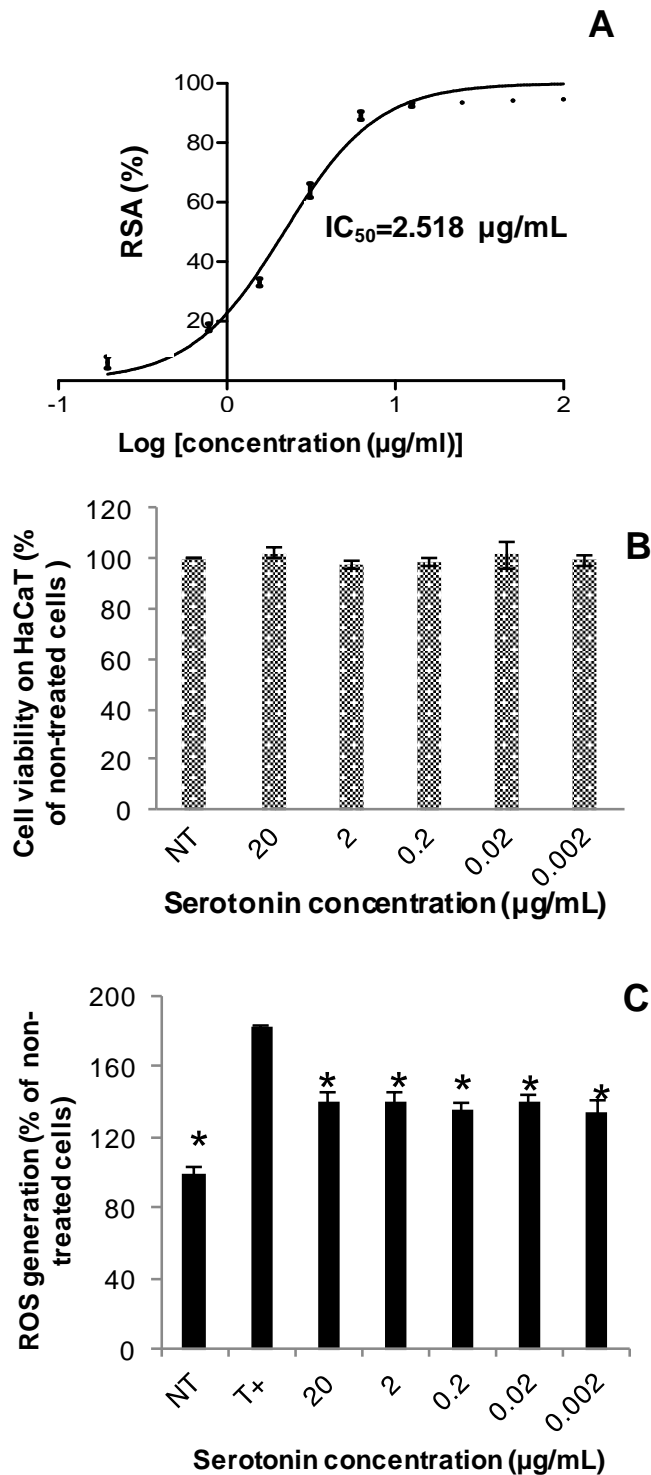 A
100
80
60
40
20
RSA (%)
IC₅₀=2.518 µg/mL
-1 0 1 2
Log [concentration (µg/ml)]
B
120
100
80
60
40
20
0
Cell viability on HaCaT (%
of non-treated cells )
NT 20 2 0.2 0.02 0.002
Serotonin concentration (µg/mL)
C
200
160
120
80
40
0
ROS generation (% of non-
treated cells)
* * * * * *
NT T+ 20 2 0.2 0.02 0.002
Serotonin concentration (µg/mL)